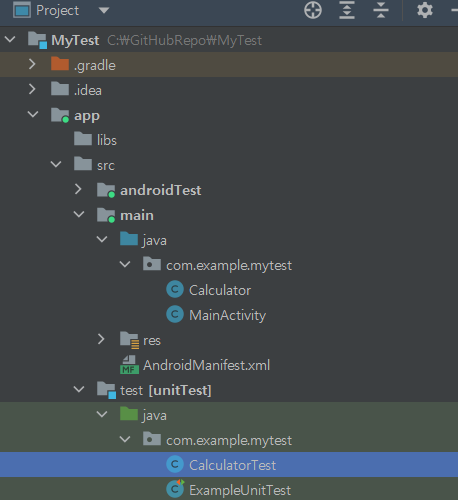 Project
MyTest C:₩GitHubRepo₩MyTest
.gradle
.idea
app
libs
src
androidTest
main
java
com.example.mytest
Calculator
MainActivity
res
AndroidManifest.xml
test [unitTest]
java
com.example.mytest
CalculatorTest
ExampleUnitTest